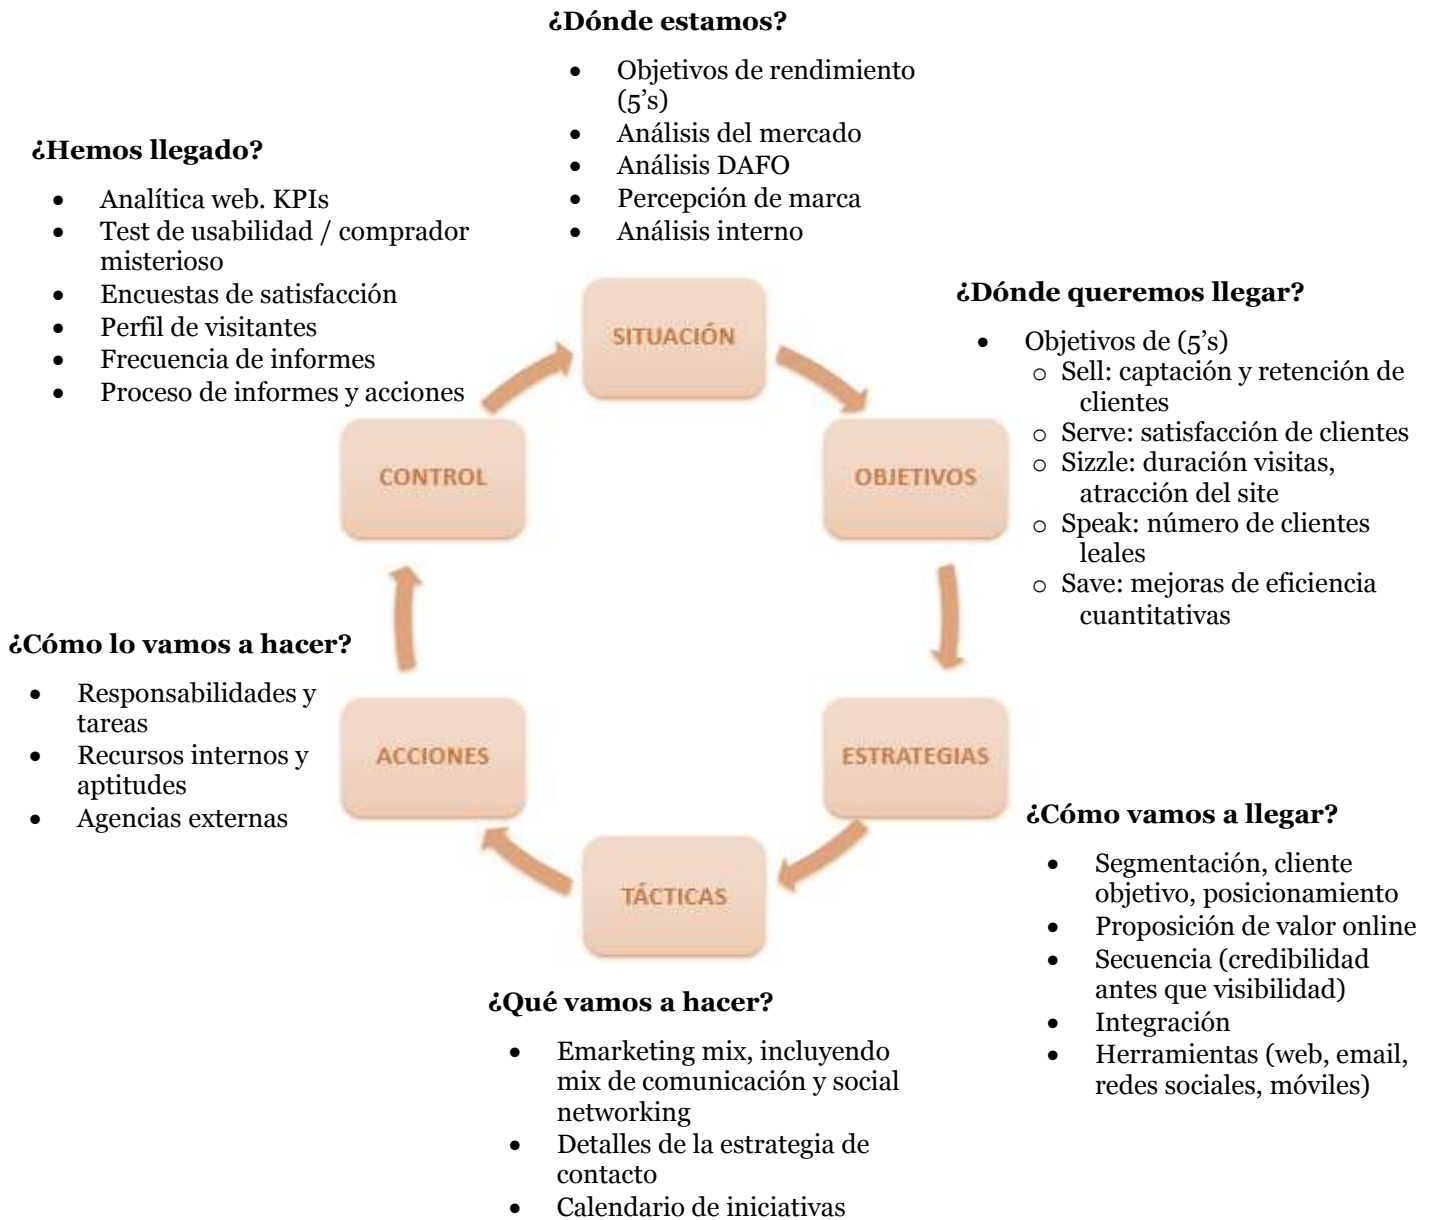 ¿Dónde estamos?
• Objetivos de rendimiento
(5’s)
• Análisis del mercado
• Análisis DAFO
• Percepción de marca
• Análisis interno
¿Hemos llegado?
• Analítica web. KPIs
• Test de usabilidad / comprador
misterioso
• Encuestas de satisfacción
• Perfil de visitantes
• Frecuencia de informes
• Proceso de informes y acciones
SITUACIÓN
¿Dónde queremos llegar?
• Objetivos de (5’s)
o Sell: captación y retención de
clientes
o Serve: satisfacción de clientes
o Sizzle: duración visitas,
atracción del site
o Speak: número de clientes
leales
o Save: mejoras de eficiencia
cuantitativas
CONTROL
OBJETIVOS
¿Cómo lo vamos a hacer?
• Responsabilidades y
tareas
• Recursos internos y
aptitudes
• Agencias externas
ACCIONES
ESTRATEGIAS
¿Cómo vamos a llegar?
• Segmentación, cliente
objetivo, posicionamiento
• Proposición de valor online
• Secuencia (credibilidad
antes que visibilidad)
• Integración
• Herramientas (web, email,
redes sociales, móviles)
TÁCTICAS
¿Qué vamos a hacer?
• Emarketing mix, incluyendo
mix de comunicación y social
networking
• Detalles de la estrategia de
contacto
• Calendario de iniciativas